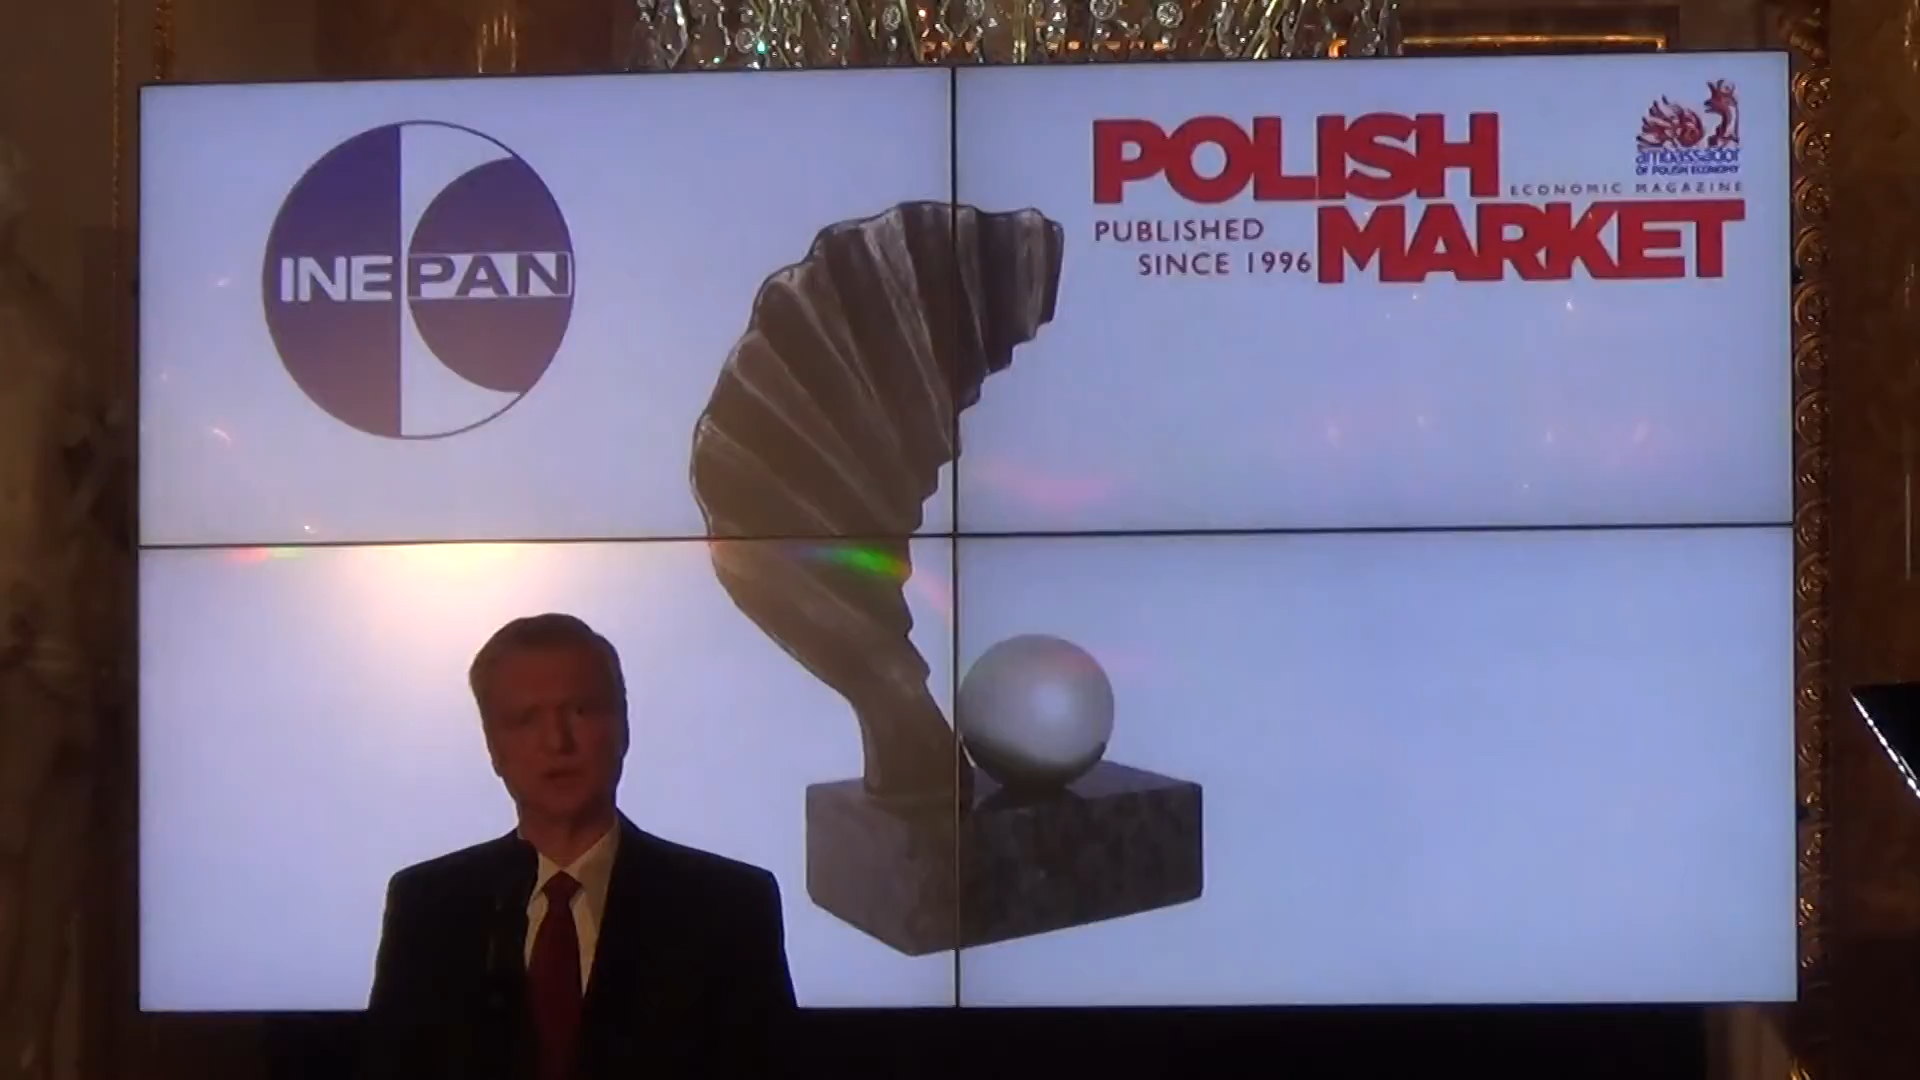 INE PAN
POLISH
MARKET
ECONOMIC MAGAZINE
PUBLISHED
SINCE 1996
ambassador
OF POLISH ECONOMY